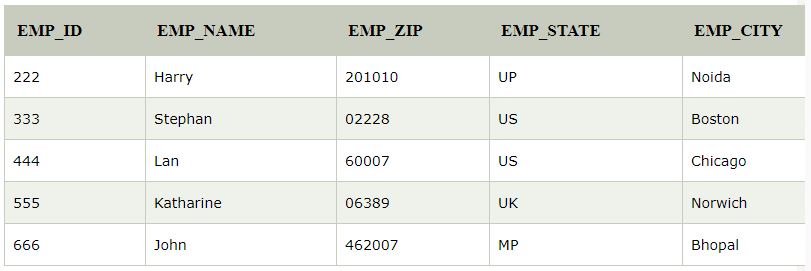 EMP_ID EMP_NAME EMP_ZIP EMP_STATE EMP_CITY
222 Harry 201010 UP Noida
333 Stephan 02228 US Boston
444 Lan 60007 US Chicago
555 Katharine 06389 UK Norwich
666 John 462007 MP Bhopal